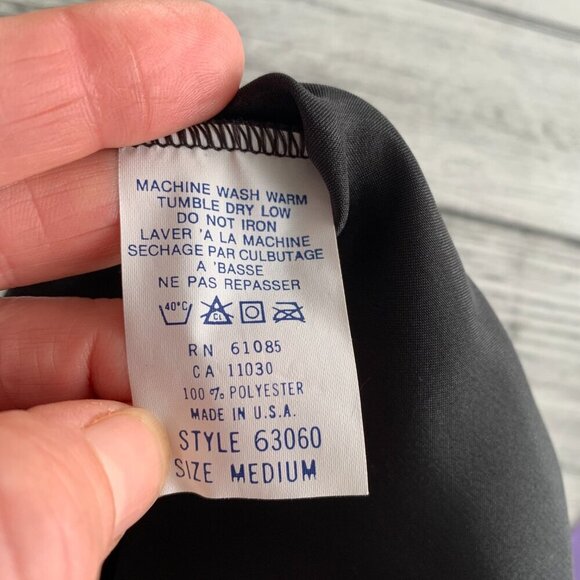 MACHINE WASH WARM
TUMBLE DRY LOW
DO NOT IRON
LAVER 'A LA MACHINE
SECHAGE PAR CULBUTAGE
A 'BASSE
NE PAS REPASSER
40°C CL
RN 61085
CA 11030
100 % POLYESTER
MADE IN U.S.A.
STYLE 63060
SIZE MEDIUM